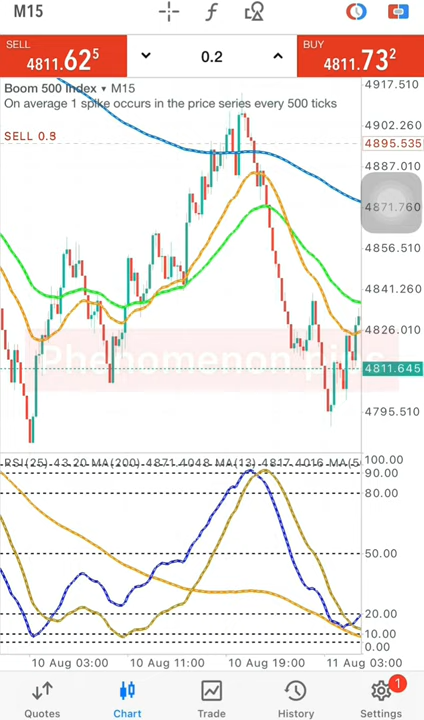 M15
SELL
4811.62⁵
0.2
BUY
4811.73²
Boom 500 Index ▾ M15
On average 1 spike occurs in the price series every 500 ticks
4917.510
4902.260
SELL 0.3
4895.535
4887.010
4871.760
4856.510
4841.260
4826.010
Phenomenon pips
4811.645
4795.510
RSI(25) 43.20 MA(200) 4871.4048 MA(13) 4817.4016 MA(5
100.00
90.00
80.00
50.00
20.00
10.00
0.00
10 Aug 03:00
10 Aug 11:00
10 Aug 19:00
11 Aug 03:00
1
Quotes
Chart
Trade
History
Settings